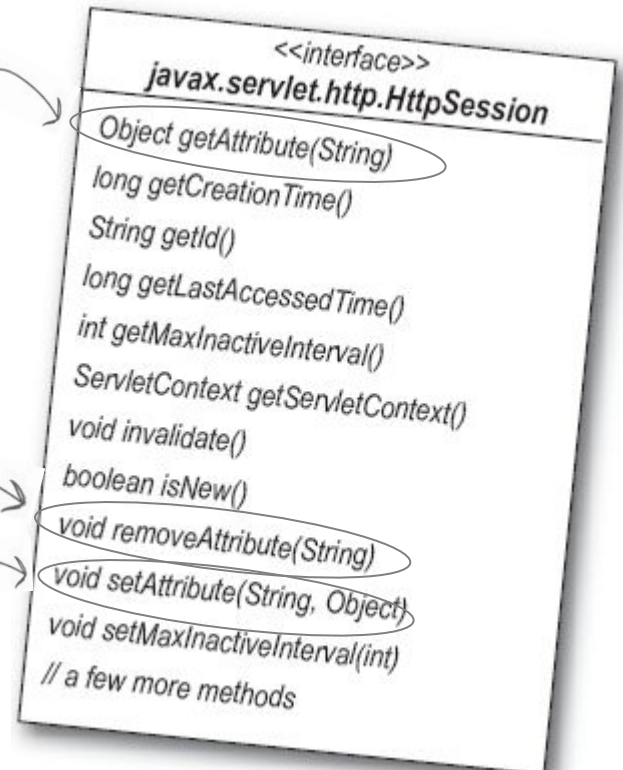 <<interface>>
javax.servlet.http.HttpSession
Object getAttribute(String)
long getCreationTime()
String getId()
long getLastAccessedTime()
int getMaxInactiveInterval()
ServletContext getServletContext()
void invalidate()
boolean isNew()
void removeAttribute(String)
void setAttribute(String, Object)
void setMaxInactiveInterval(int)
// a few more methods